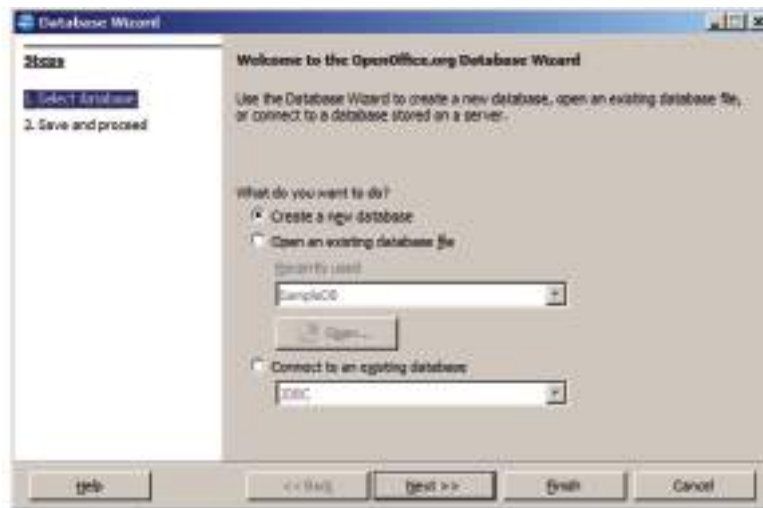 Database Wizard
Steps
1. Select database
2. Save and proceed
Welcome to the OpenOffice.org Database Wizard
Use the Database Wizard to create a new database, open an existing database file,
or connect to a database stored on a server.
What do you want to do?
Create a new database
Open an existing database file
Recently used
SampleDB
Open...
Connect to an existing database
JDBC
Help
<< Back
Next >>
Finish
Cancel